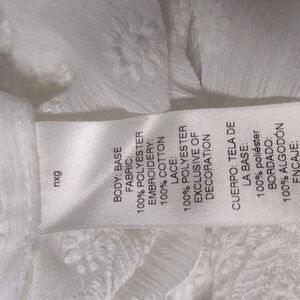 nxg
BODY: BASE
FABRIC:
100% POLYESTER
EMBROIDERY:
100% COTTON
LACE:
100% POLYESTER
EXCLUSIVE OF
DECORATION
CUERPO: TELA DE
LA BASE:
100% poliéster
BORDADO:
100% ALGODÓN
ENCAJE: